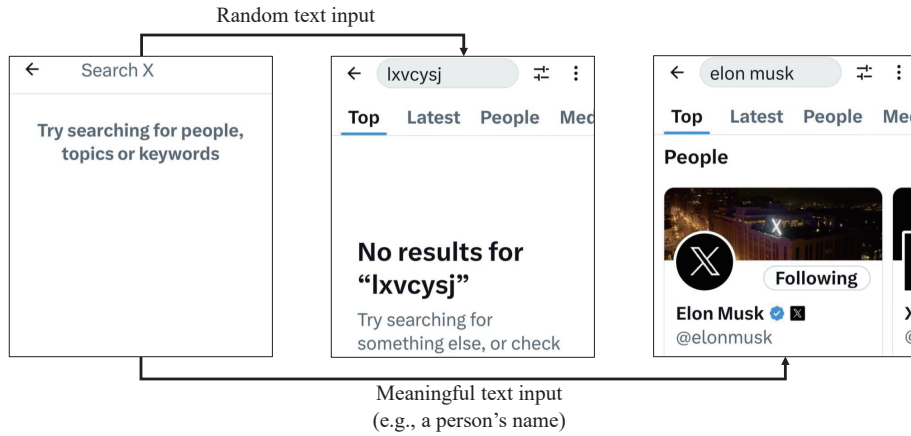 Random text input
Search X
Try searching for people,
topics or keywords
lxvcysj
Top Latest People Med
No results for
“lxvcysj”
Try searching for
something else, or check
elon musk
Top Latest People Med
People
X
Following
Elon Musk
@elonmusk
X
@
Meaningful text input
(e.g., a person’s name)